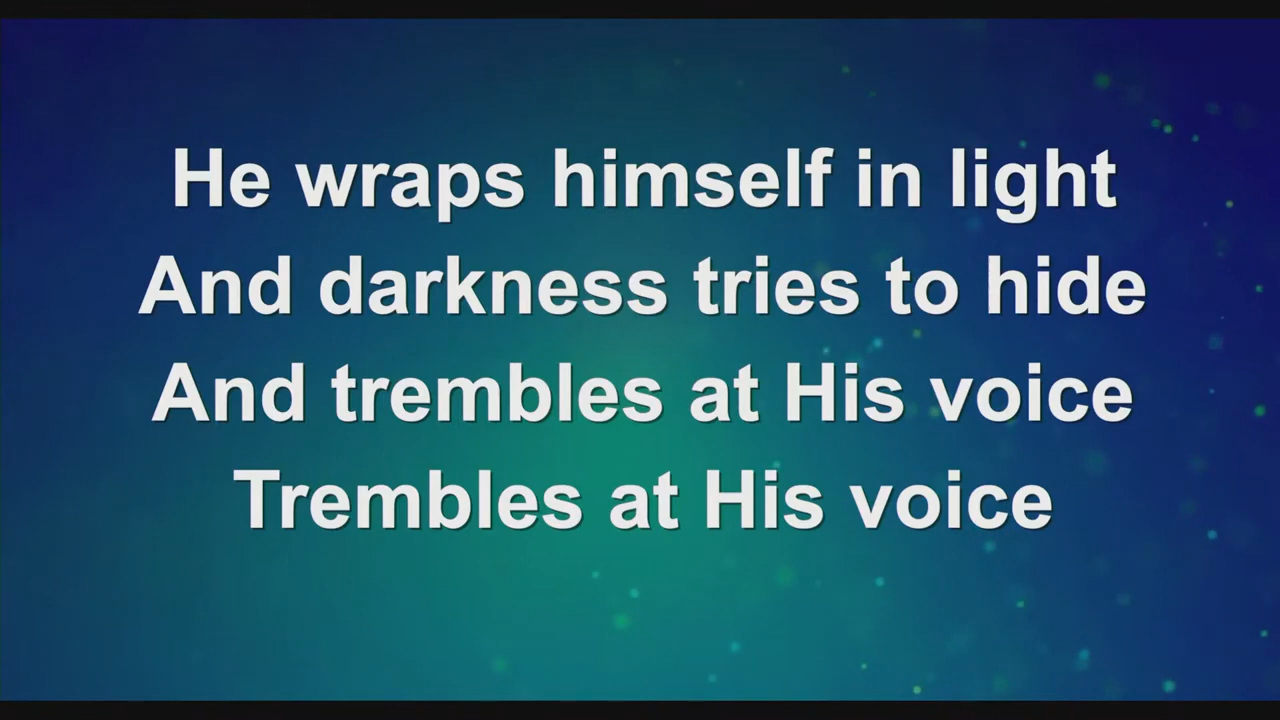 He wraps himself in light
And darkness tries to hide
And trembles at His voice
Trembles at His voice